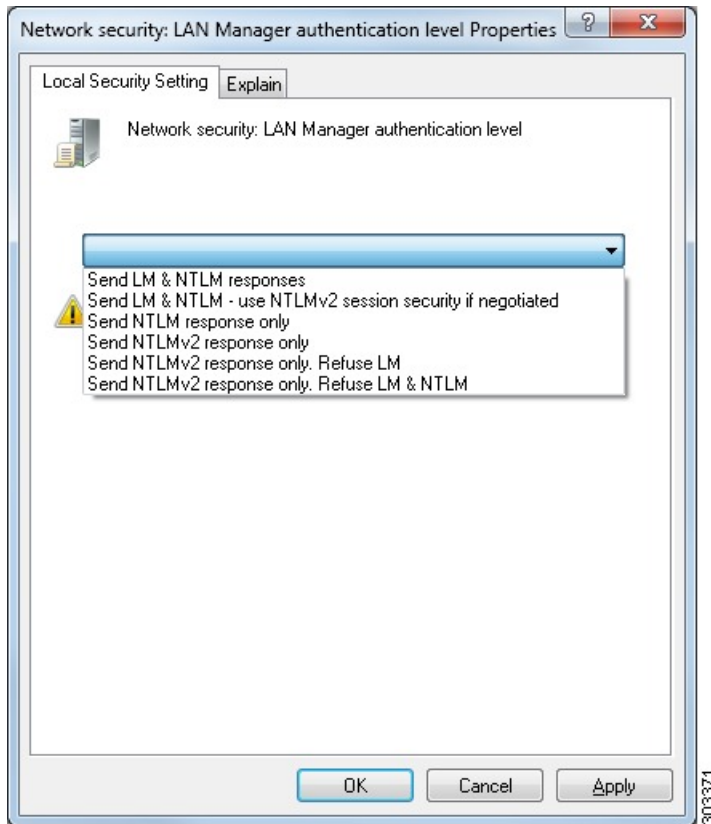 Network security: LAN Manager authentication level Properties
Local Security Setting
Explain
Network security: LAN Manager authentication level
Send LM & NTLM responses
Send LM & NTLM - use NTLMv2 session security if negotiated
Send NTLM response only
Send NTLMv2 response only
Send NTLMv2 response only. Refuse LM
Send NTLMv2 response only. Refuse LM & NTLM
OK
Cancel
Apply
303371